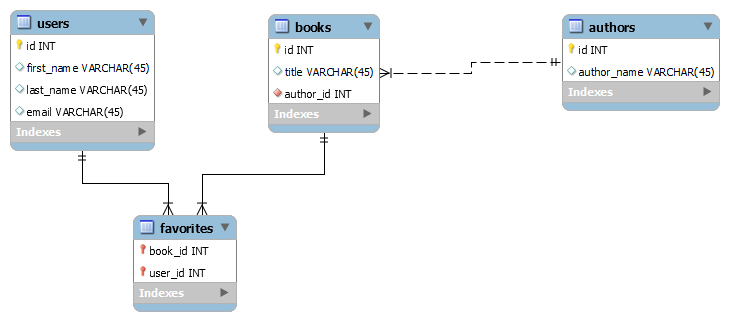 users
id INT
first_name VARCHAR(45)
last_name VARCHAR(45)
email VARCHAR(45)
Indexes
books
id INT
title VARCHAR(45)
author_id INT
Indexes
authors
id INT
author_name VARCHAR(45)
Indexes
favorites
book_id INT
user_id INT
Indexes